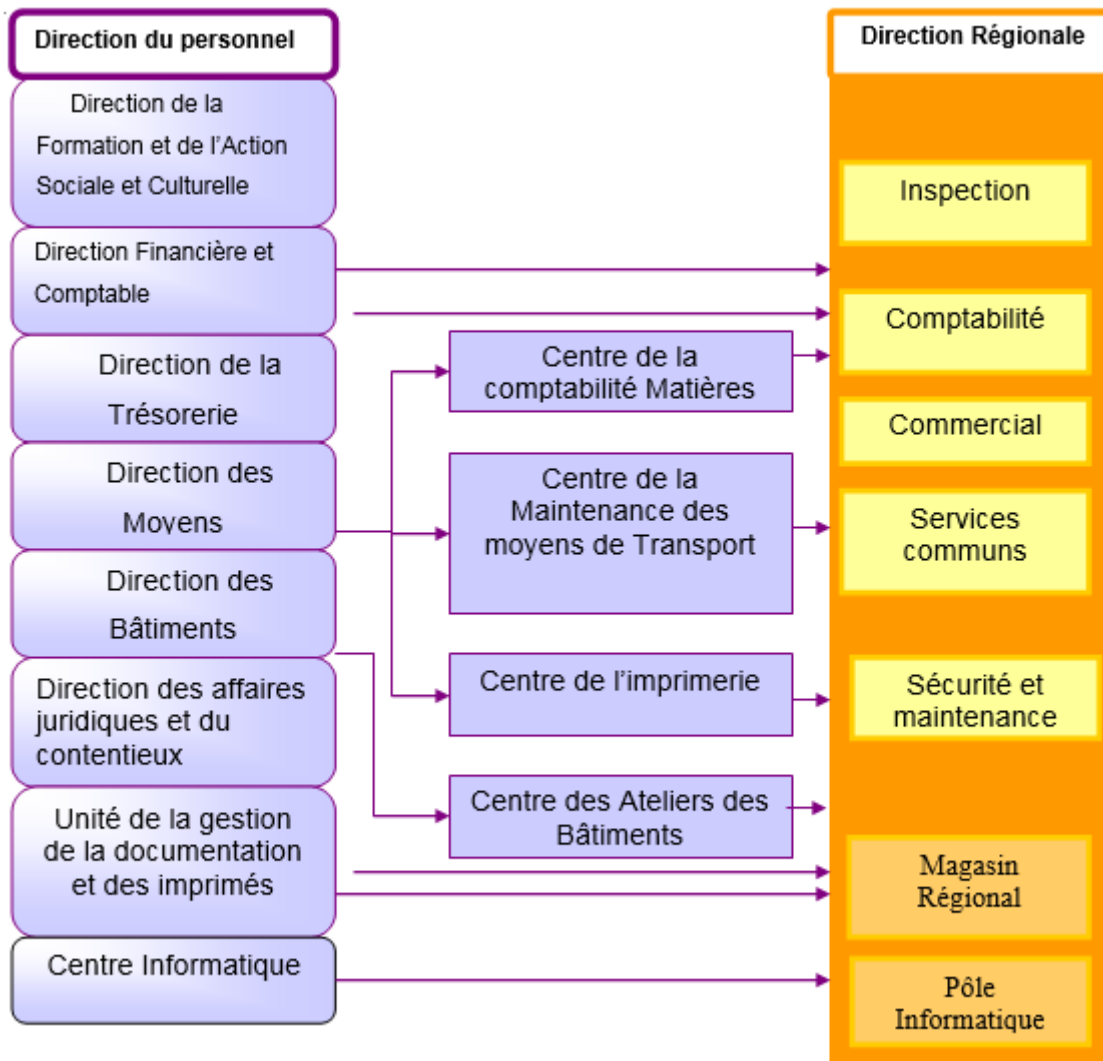 Direction du personnel
Direction de la
Formation et de l'Action
Sociale et Culturelle
Direction Financière et
Comptable
Direction de la
Trésorerie
Direction des
Moyens
Direction des
Bâtiments
Direction des affaires
juridiques et du
contentieux
Unité de la gestion
de la documentation
et des imprimés
Centre Informatique
Centre de la
comptabilité Matières
Centre de la
Maintenance des
moyens de Transport
Centre de l'imprimerie
Centre des Ateliers des
Bâtiments
Direction Régionale
Inspection
Comptabilité
Commercial
Services
communs
Sécurité et
maintenance
Magasin
Régional
Pôle
Informatique